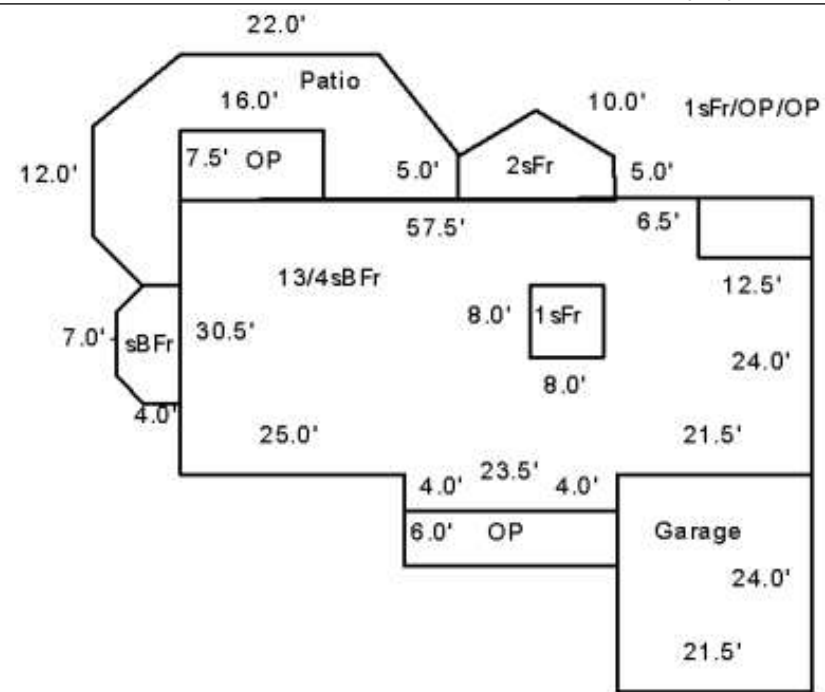 22.0'
Patio
16.0'
10.0'
1sFr/OP/OP
7.5'
OP
12.0'
5.0'
2sFr
5.0'
57.5'
6.5'
13/4sBFr
12.5'
8.0'
1sFr
7.0'
sBFr
30.5'
24.0'
8.0'
4.0'
25.0'
21.5'
23.5'
4.0'
4.0'
6.0'
OP
Garage
24.0'
21.5'